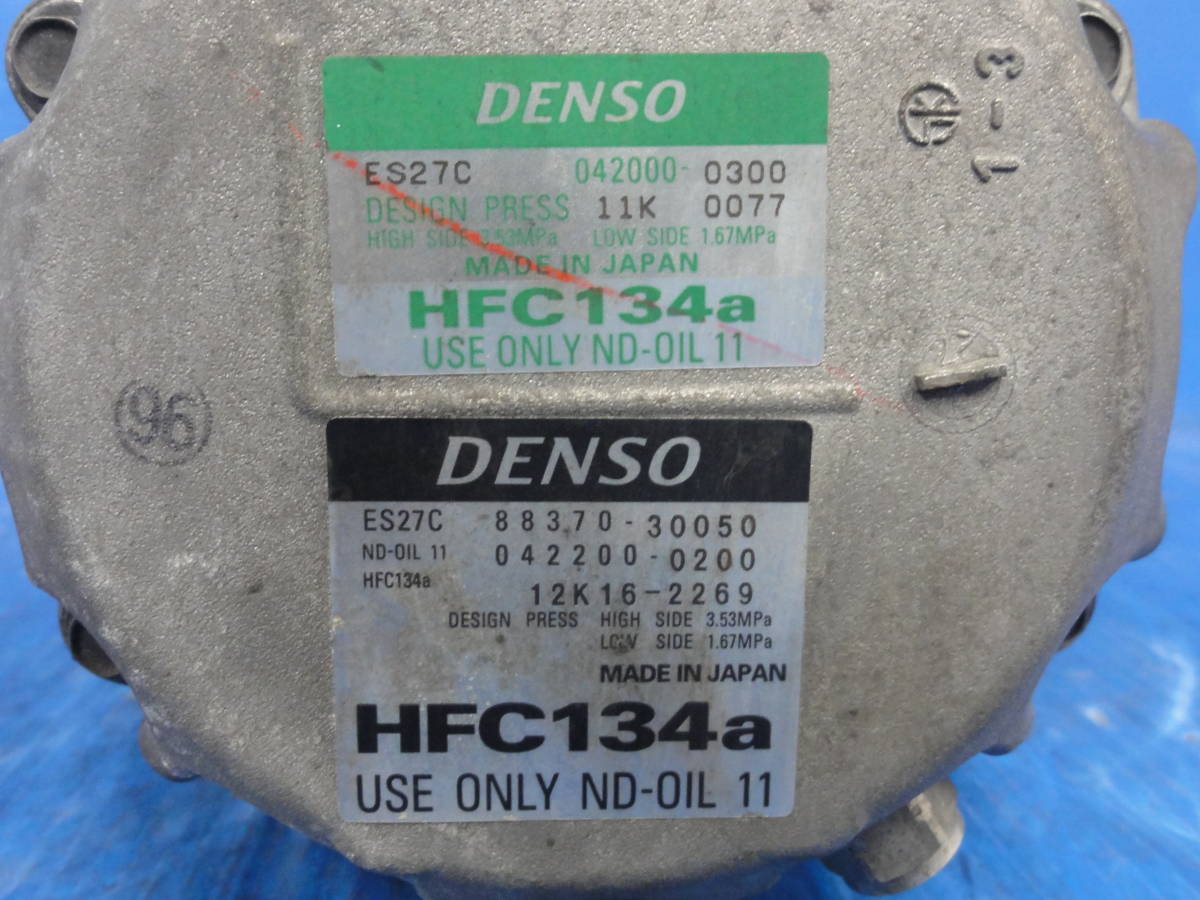 DENSO
ES27C 042000-0300
DESIGN PRESS 11K 0077
HIGH SIDE 3.53MPa LOW SIDE 1.67MPa
MADE IN JAPAN
HFC134a
USE ONLY ND-OIL 11
1-3
96
DENSO
ES27C 88370-30050
ND-OIL 11 042200-0200
HFC134a 12K16-2269
DESIGN PRESS HIGH SIDE 3.53MPa
LOW SIDE 1.67MPa
MADE IN JAPAN
HFC134a
USE ONLY ND-OIL 11